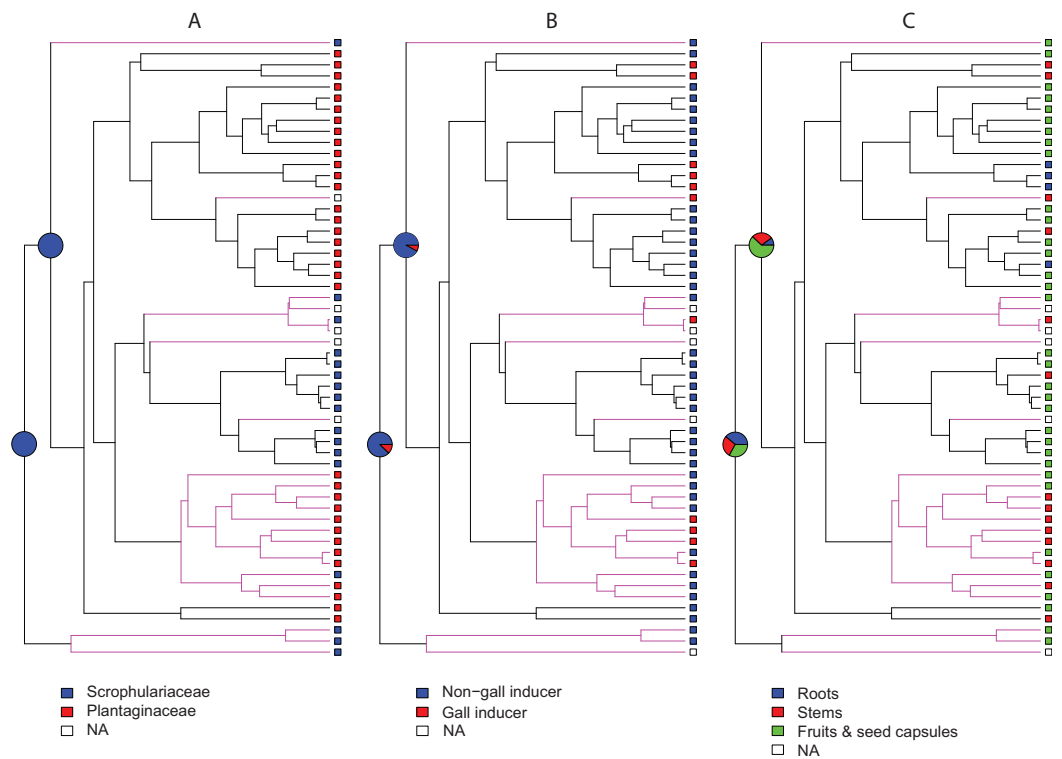 A
B
C
Scrophulariaceae
Plantaginaceae
NA
Non−gall inducer
Gall inducer
NA
Roots
Stems
Fruits & seed capsules
NA